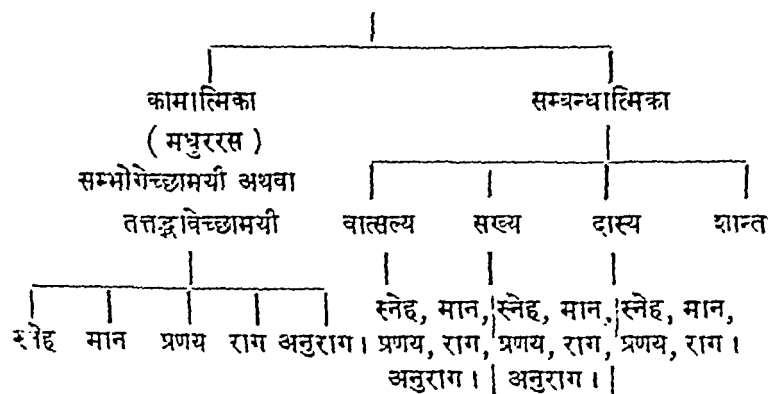 कामात्मिका सम्बन्धात्मिका
( मधुररस )
सम्भोगेच्छामयी अथवा
तत्तद्भावेच्छामयी वात्सल्य सख्य दास्य शान्त
स्नेह मान प्रणय राग अनुराग । स्नेह, मान, स्नेह, मान, स्नेह, मान,
प्रणय, राग, प्रणय, राग, प्रणय, राग ।
अनुराग । अनुराग ।